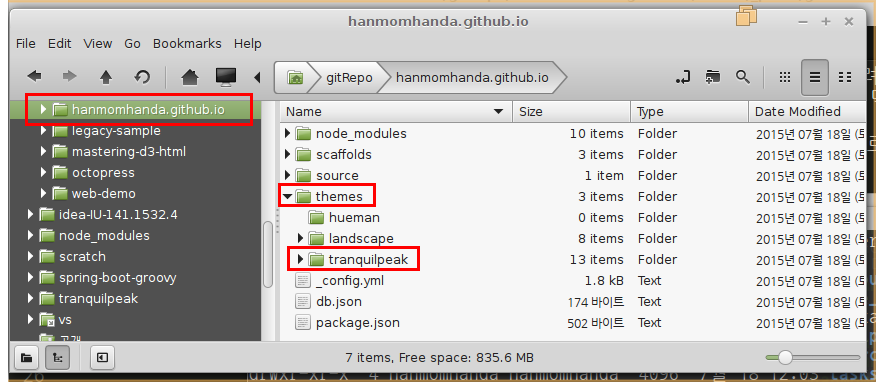 hanmomhanda.github.io
File Edit View Go Bookmarks Help
gitRepo hanmomhanda.github.io
hanmomhanda.github.io
legacy-sample
mastering-d3-html
octopress
web-demo
idea-IU-141.1532.4
node_modules
scratch
spring-boot-groovy
tranquilpeak
vs
Name Size Type Date Modified
node_modules 10 items Folder 2015년 07월 18일 (토
scaffolds 3 items Folder 2015년 07월 18일 (토
source 1 item Folder 2015년 07월 18일 (토
themes 3 items Folder 2015년 07월 18일 (토
hueman 0 items Folder 2015년 07월 18일 (토
landscape 8 items Folder 2015년 07월 18일 (토
tranquilpeak 13 items Folder 2015년 07월 18일 (토
_config.yml 1.8 kB Text 2015년 07월 18일 (토
db.json 174 바이트 Text 2015년 07월 18일 (토
package.json 502 바이트 Text 2015년 07월 18일 (토
7 items, Free space: 835.6 MB